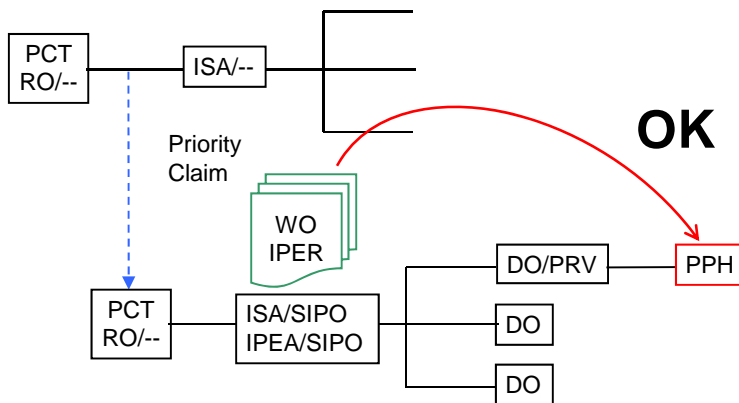 PCT
RO/--
ISA/--
OK
Priority
Claim
WO
IPER
DO/PRV
PPH
PCT
RO/--
ISA/SIPO
IPEA/SIPO
DO
DO